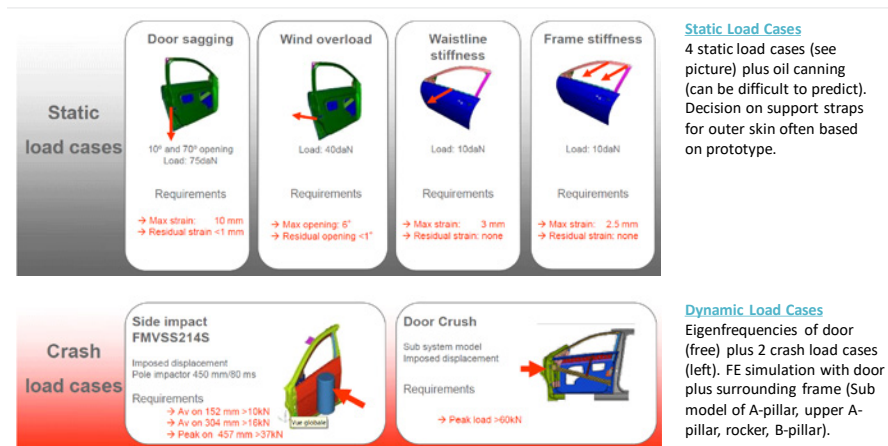 Static
load cases
Door sagging
10° and 70° opening
Load: 75daN
Requirements
→ Max strain: 10 mm
→ Residual strain <1 mm
Wind overload
Load: 40daN
Requirements
→ Max opening: 6°
→ Residual opening <1°
Waistline
stiffness
Load: 10daN
Requirements
→ Max strain: 3 mm
→ Residual strain: none
Frame stiffness
Load: 10daN
Requirements
→ Max strain: 2.5 mm
→ Residual strain: none
Static Load Cases
4 static load cases (see
picture) plus oil canning
(can be difficult to predict).
Decision on support straps
for outer skin often based
on prototype.
Crash
load cases
Side impact
FMVSS214S
Imposed displacement
Pole impactor 450 mm/80 ms
Requirements
→ Av on 152 mm >10kN
→ Av on 304 mm >16kN
→ Peak on 457 mm >37kN
Vue globale
Door Crush
Sub system model
Imposed displacement
Requirements
→ Peak load >60kN
Dynamic Load Cases
Eigenfrequencies of door
(free) plus 2 crash load cases
(left). FE simulation with door
plus surrounding frame (Sub
model of A-pillar, upper A-
pillar, rocker, B-pillar).